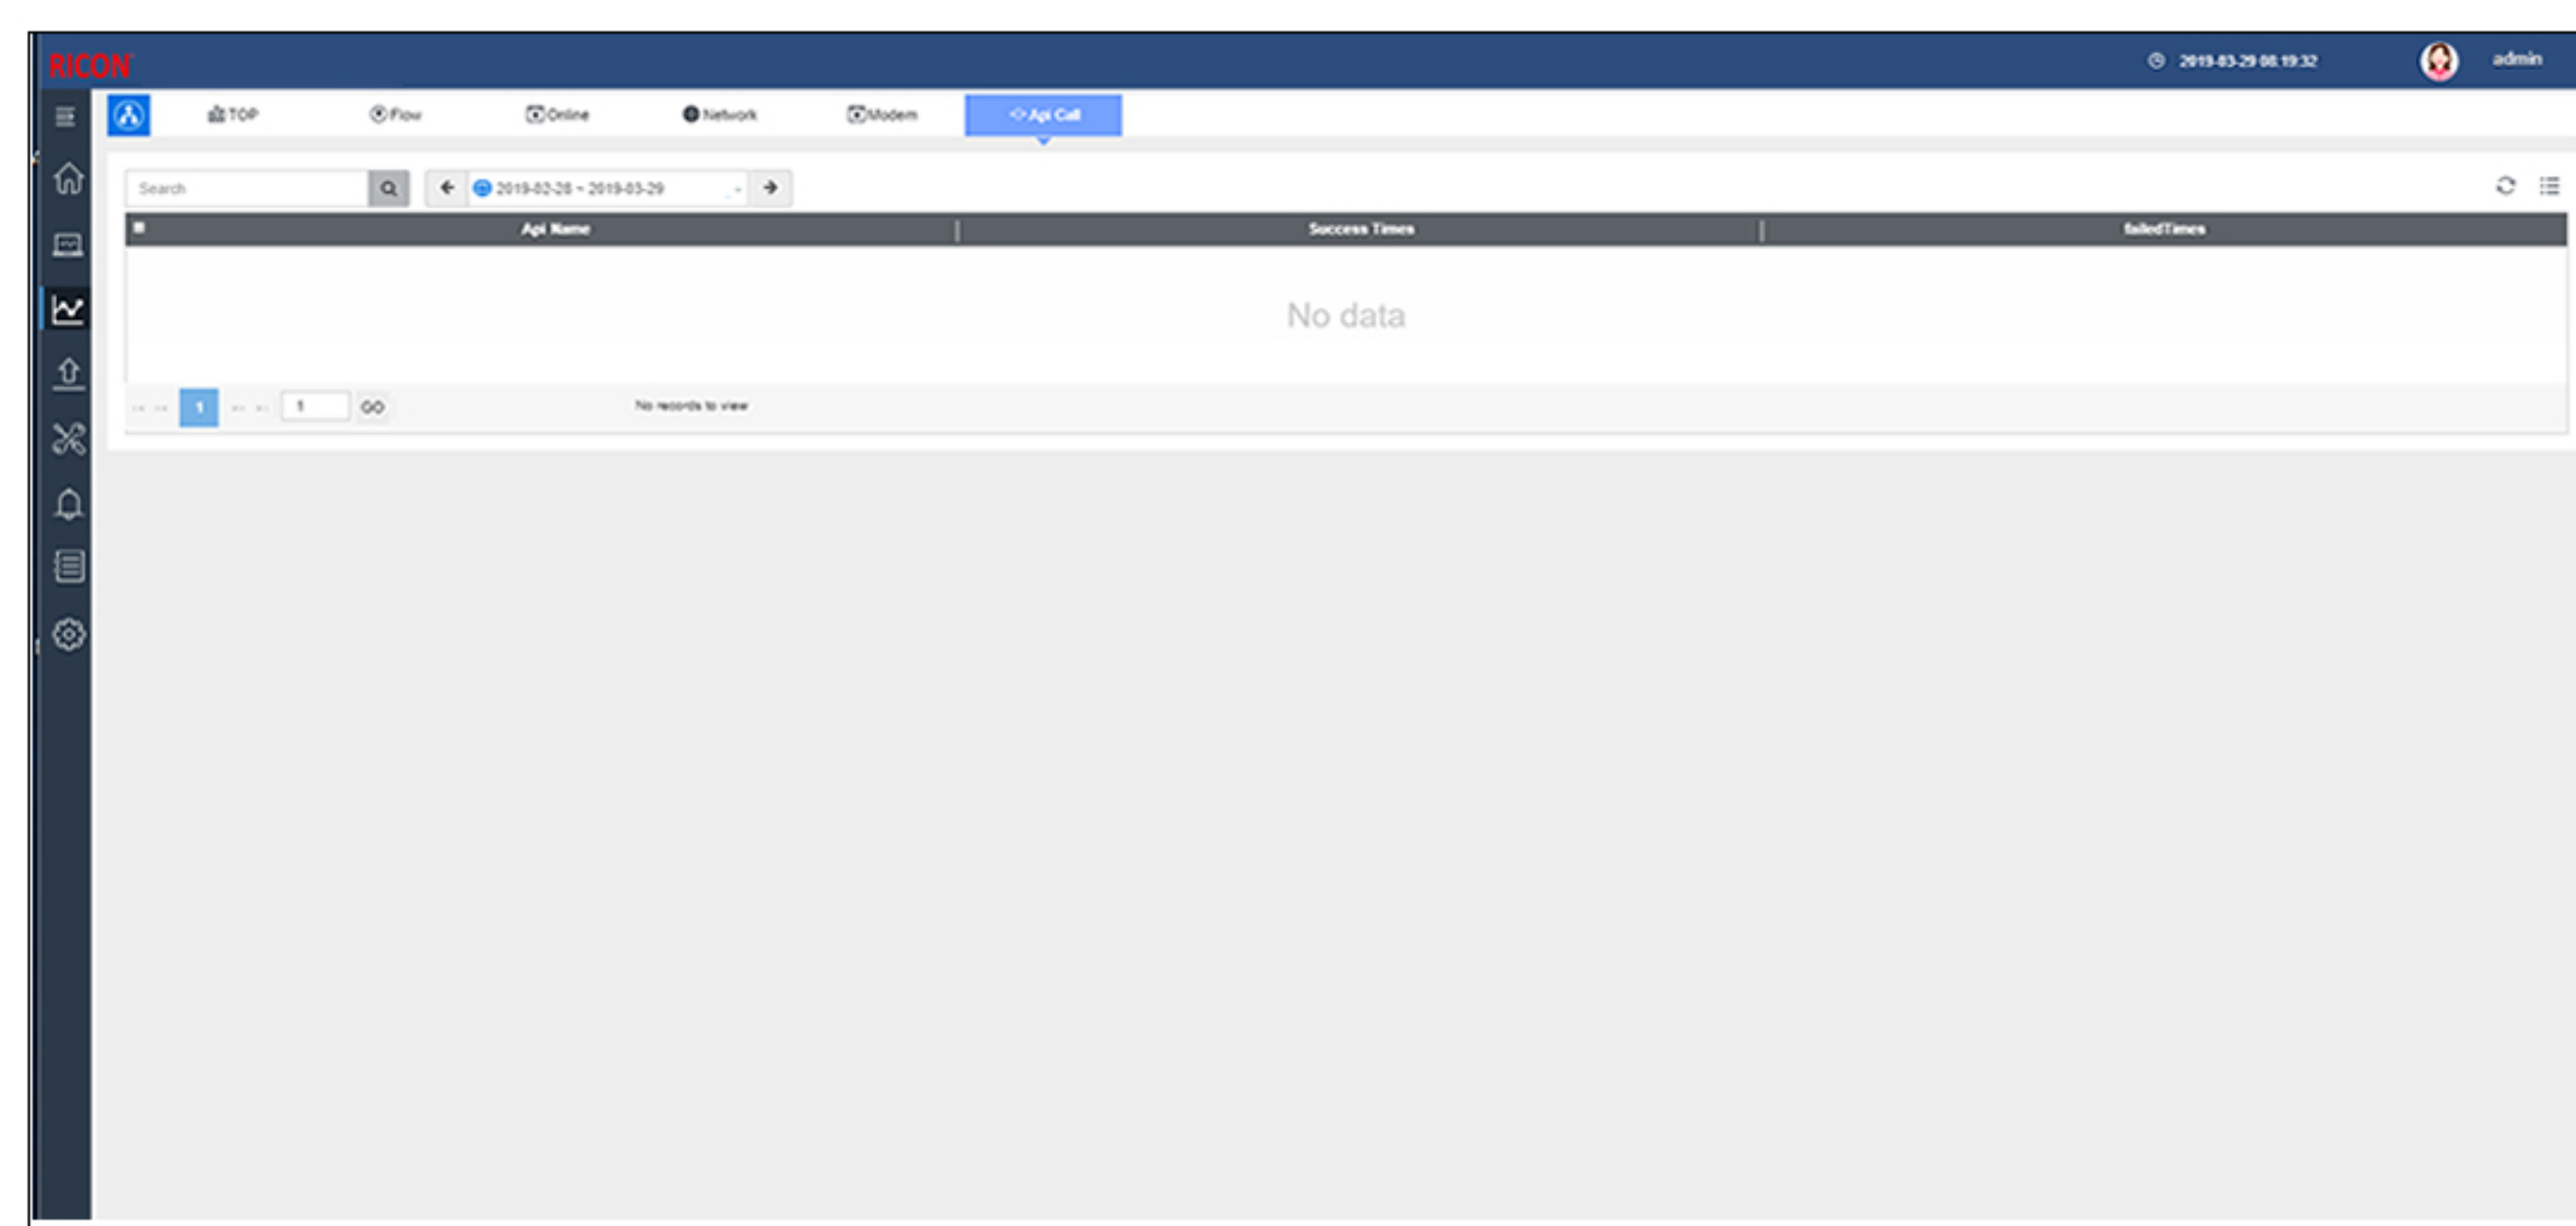 RICON
2019-03-29 08:19:32 admin
TOP Flow Online Network Modem Api Call
Search 2019-02-28 ~ 2019-03-29
Api Name Success Times failedTimes
No data
1 1 GO No records to view